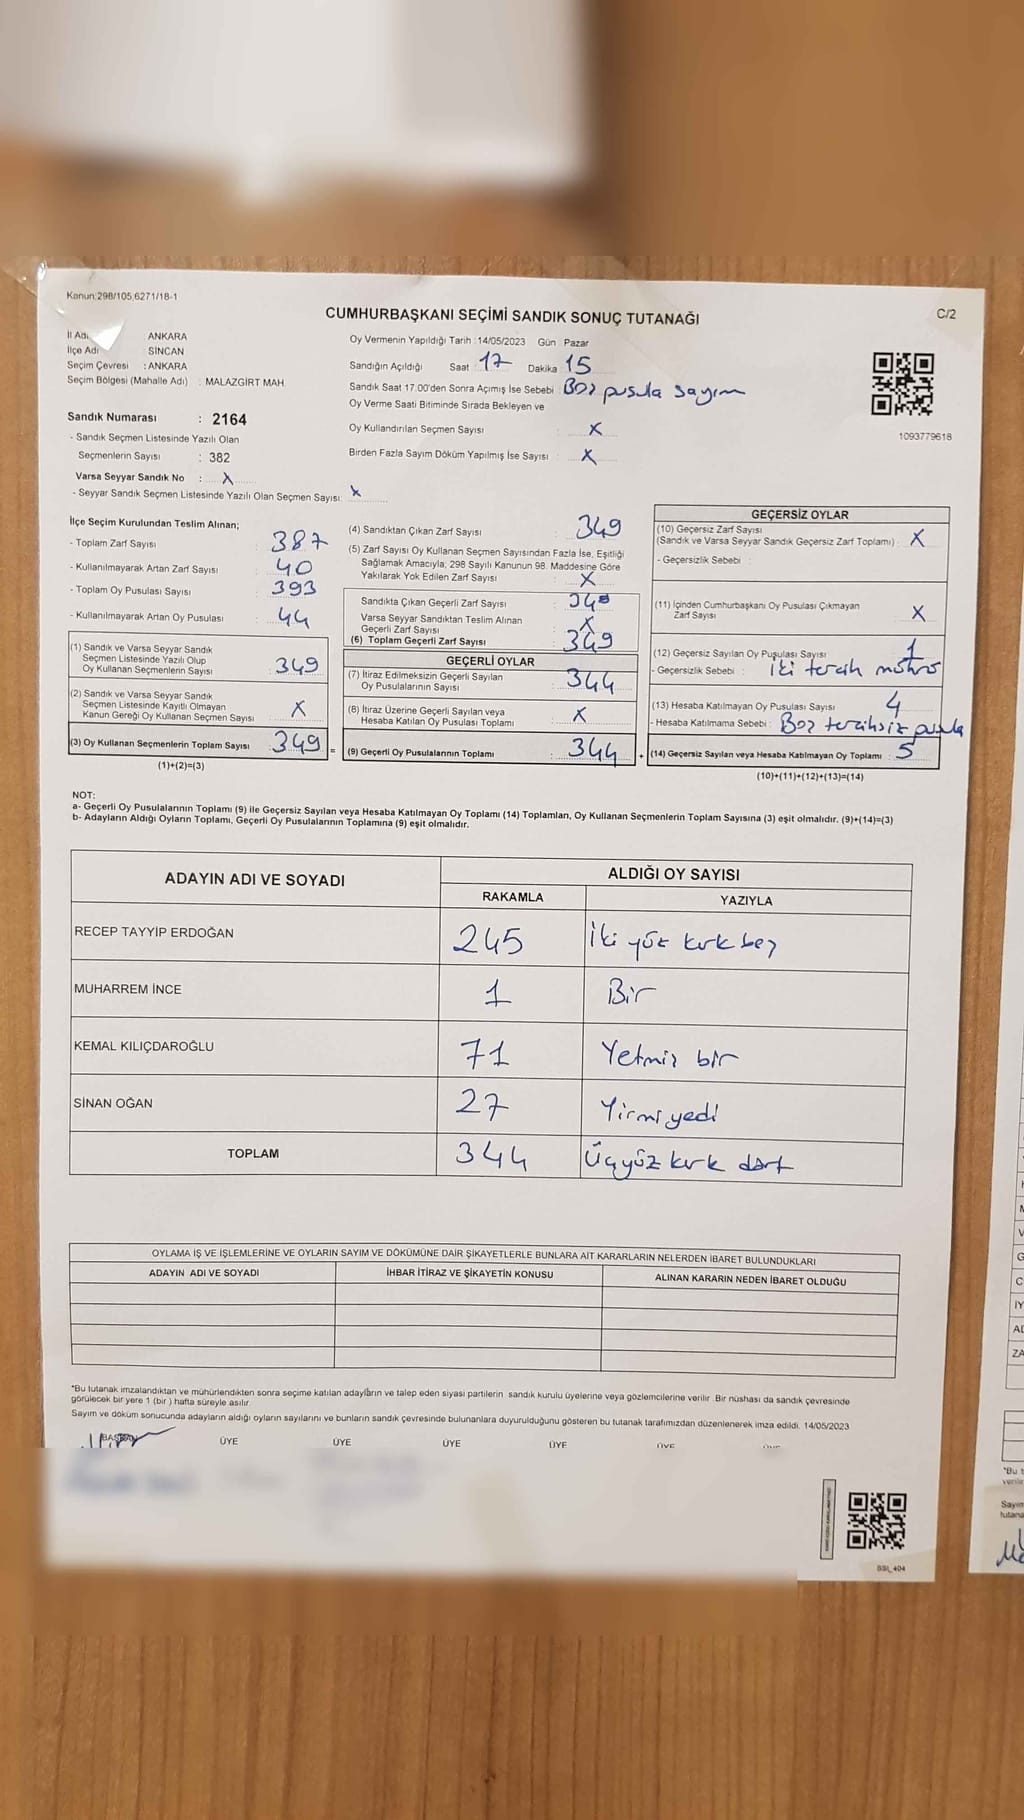 Kanun:298/105,6271/18-1
CUMHURBAŞKANI SEÇİMİ SANDIK SONUÇ TUTANAĞI
C/2
İl Adı ANKARA
İlçe Adı SİNCAN
Seçim Çevresi : ANKARA
Seçim Bölgesi (Mahalle Adı) : MALAZGİRT MAH.
Sandık Numarası : 2164
- Sandık Seçmen Listesinde Yazılı Olan
Seçmenlerin Sayısı : 382
Varsa Seyyar Sandık No : X
- Seyyar Sandık Seçmen Listesinde Yazılı Olan Seçmen Sayısı: X
Oy Vermenin Yapıldığı Tarih : 14/05/2023 Gün Pazar
Sandığın Açıldığı Saat 17 Dakika 15
Sandık Saat 17.00'den Sonra Açımış İse Sebebi : Boş pusula sayım
Oy Verme Saati Bitiminde Sırada Bekleyen ve
Oy Kullandırılan Seçmen Sayısı : X
Birden Fazla Sayım Döküm Yapılmış İse Sayısı : X
1093779618
İlçe Seçim Kurulundan Teslim Alınan;
- Toplam Zarf Sayısı : 387
- Kullanılmayarak Artan Zarf Sayısı : 40
- Toplam Oy Pusulası Sayısı : 393
- Kullanılmayarak Artan Oy Pusulası : 44
(1) Sandık ve Varsa Seyyar Sandık
Seçmen Listesinde Yazılı Olup
Oy Kullanan Seçmenlerin Sayısı : 349
(2) Sandık ve Varsa Seyyar Sandık
Seçmen Listesinde Kayıtlı Olmayan
Kanun Gereği Oy Kullanan Seçmen Sayısı : X
(3) Oy Kullanan Seçmenlerin Toplam Sayısı : 349 =
(1)+(2)=(3)
(4) Sandıktan Çıkan Zarf Sayısı : 349
(5) Zarf Sayısı Oy Kullanan Seçmen Sayısından Fazla İse, Eşitliği
Sağlamak Amacıyla, 298 Sayılı Kanunun 98. Maddesine Göre
Yakılarak Yok Edilen Zarf Sayısı : X
Sandıkta Çıkan Geçerli Zarf Sayısı :
Varsa Seyyar Sandıktan Teslim Alınan
Geçerli Zarf Sayısı : X
(6) Toplam Geçerli Zarf Sayısı : 349
GEÇERLİ OYLAR
(7) İtiraz Edilmeksizin Geçerli Sayılan
Oy Pusulalarının Sayısı : 344
(8) İtiraz Üzerine Geçerli Sayılan veya
Hesaba Katılan Oy Pusulası Toplamı : X
(9) Geçerli Oy Pusulalarının Toplamı : 344 +
GEÇERSİZ OYLAR
(10) Geçersiz Zarf Sayısı
(Sandık ve Varsa Seyyar Sandık Geçersiz Zarf Toplamı) : X
- Geçersizlik Sebebi :
(11) İçinden Cumhurbaşkanı Oy Pusulası Çıkmayan
Zarf Sayısı : X
(12) Geçersiz Sayılan Oy Pusulası Sayısı : 1
- Geçersizlik Sebebi : İki tercih mührü
(13) Hesaba Katılmayan Oy Pusulası Sayısı : 4
- Hesaba Katılmama Sebebi : Boş tercihsiz pusula
(14) Geçersiz Sayılan veya Hesaba Katılmayan Oy Toplamı : 5
(10)+(11)+(12)+(13)=(14)
NOT:
a- Geçerli Oy Pusulalarının Toplamı (9) ile Geçersiz Sayılan veya Hesaba Katılmayan Oy Toplamı (14) Toplamları, Oy Kullanan Seçmenlerin Toplam Sayısına (3) eşit olmalıdır. (9)+(14)=(3)
b- Adayların Aldığı Oyların Toplamı, Geçerli Oy Pusulalarının Toplamına (9) eşit olmalıdır.
ADAYIN ADI VE SOYADI ALDIĞI OY SAYISI
RAKAMLA YAZIYLA
RECEP TAYYİP ERDOĞAN 245 İki yüz kırk beş
MUHARREM İNCE 1 Bir
KEMAL KILIÇDAROĞLU 71 Yetmiş bir
SİNAN OĞAN 27 Yirmi yedi
TOPLAM 344 Üçyüz kırk dört
OYLAMA İŞ VE İŞLEMLERİNE VE OYLARIN SAYIM VE DÖKÜMÜNE DAİR ŞİKAYETLERLE BUNLARA AİT KARARLARIN NELERDEN İBARET BULUNDUKLARI
ADAYIN ADI VE SOYADI İHBAR İTİRAZ VE ŞİKAYETİN KONUSU ALINAN KARARIN NEDEN İBARET OLDUĞU
*Bu tutanak imzalandıktan ve mühürlendikten sonra seçime katılan adayların ve talep eden siyasi partilerin sandık kurulu üyelerine veya gözlemcilerine verilir. Bir nüshası da sandık çevresinde
görülecek bir yere 1 (bir ) hafta süreyle asılır.
Sayım ve döküm sonucunda adayların aldığı oyların sayılarını ve bunların sandık çevresinde bulunanlara duyurulduğunu gösteren bu tutanak tarafımızdan düzenlenerek imza edildi. 14/05/2023
BAŞKAN ÜYE ÜYE ÜYE ÜYE ÜYE
BSI_404